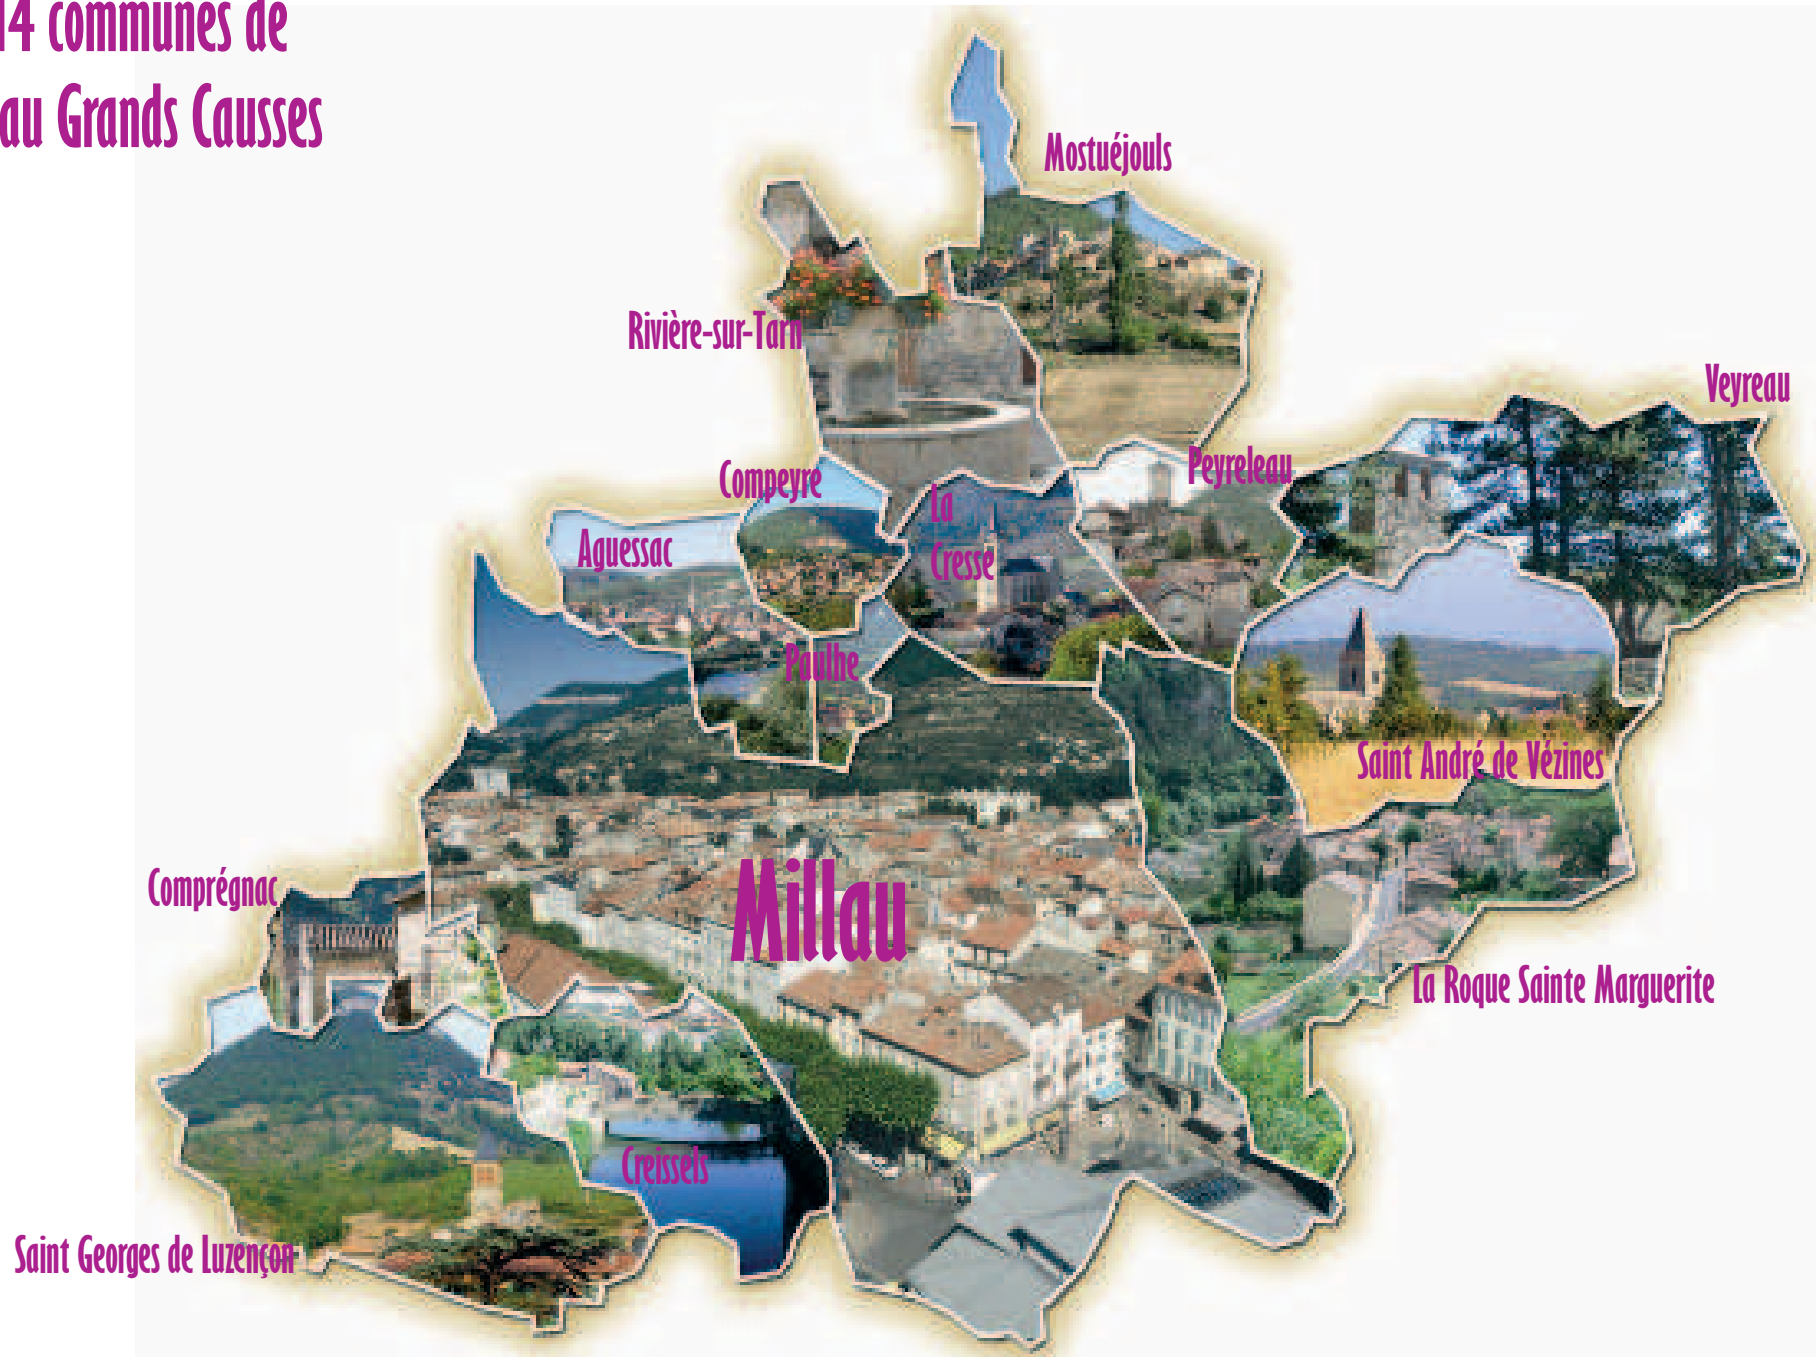 14 communes de
au Grands Causses
Mostuéjouls
Rivière-sur-Tarn
Veyreau
Compeyre
Peyreleau
La
Cresse
Aguessac
Paulhe
Saint André de Vézines
Millau
Comprégnac
La Roque Sainte Marguerite
Creissels
Saint Georges de Luzençon